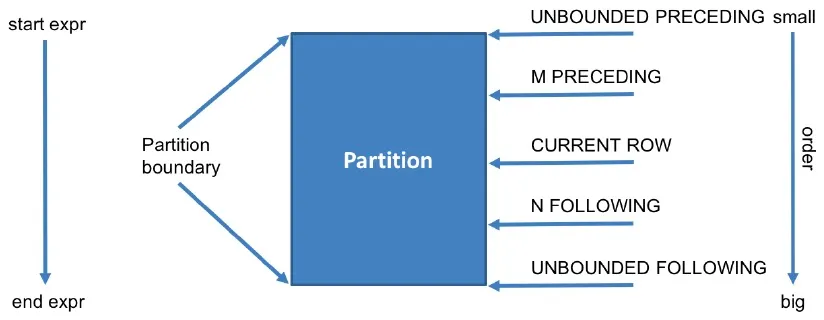 start expr
end expr
Partition
boundary
Partition
UNBOUNDED PRECEDING
M PRECEDING
CURRENT ROW
N FOLLOWING
UNBOUNDED FOLLOWING
small
order
big